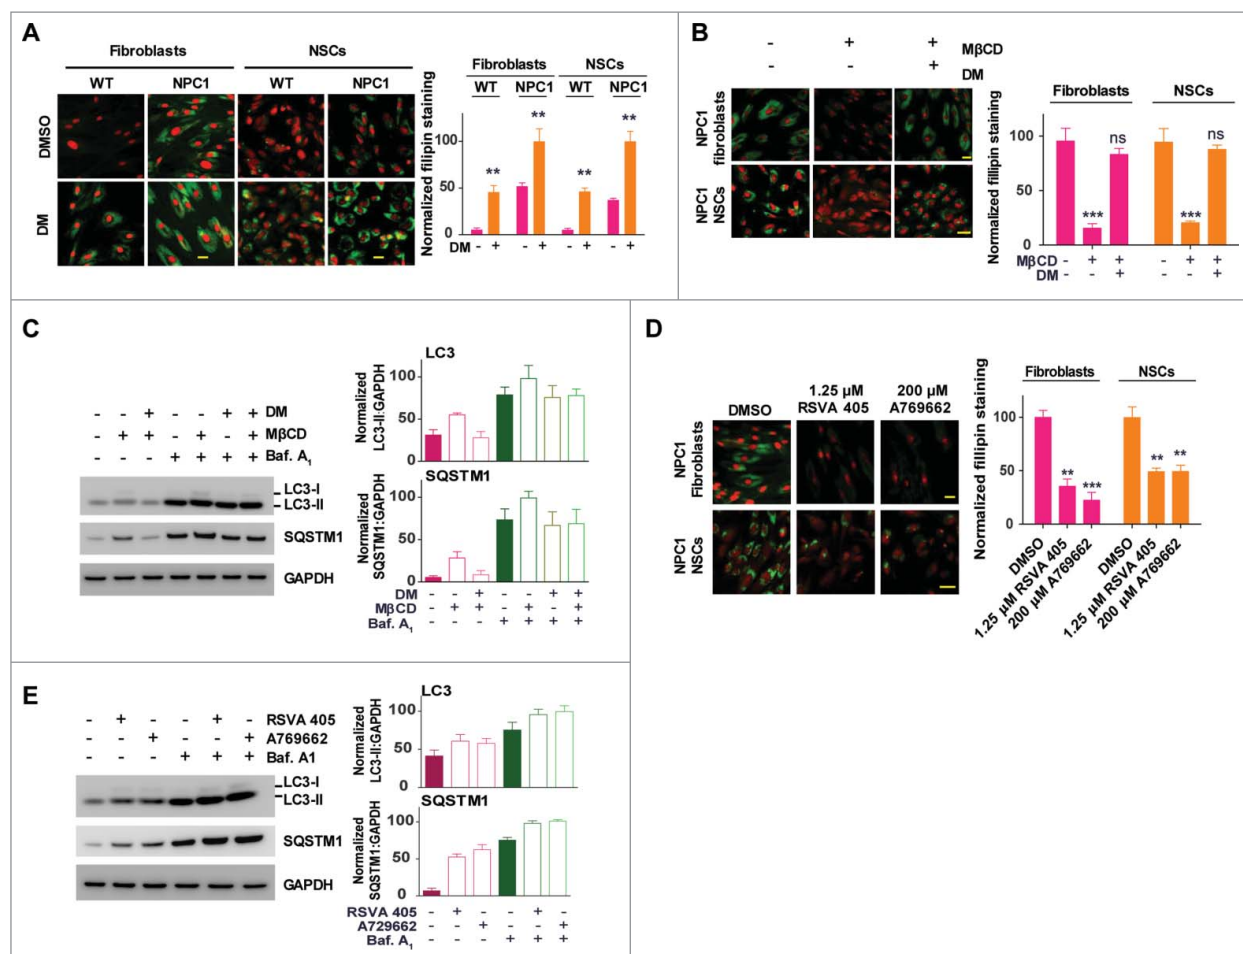 A
Fibroblasts NSCs
WT NPC1 WT NPC1
DMSO
DM
Normalized filipin staining
Fibroblasts NSCs
WT NPC1 WT NPC1
** ** ** **
100
50
0
DM - + - + - + - +
B
- + + MβCD
- - + DM
NPC1 fibroblasts
NPC1 NSCs
Normalized fillipin staining
Fibroblasts NSCs
100
50
0
*** ns *** ns
MβCD - + + - + +
DM - - + - - +
C
- - + - - + + DM
- + + - + - + MβCD
- - - + + + + Baf. A1
LC3-I
LC3-II
SQSTM1
GAPDH
LC3
Normalized LC3-II:GAPDH
100
50
0
SQSTM1
Normalized SQSTM1:GAPDH
100
50
0
DM - - + - - + +
MβCD - + + - + - +
Baf. A1 - - - + + + +
D
DMSO
1.25 µM RSVA 405
200 µM A769662
NPC1 Fibroblasts
NPC1 NSCs
Normalized fillipin staining
Fibroblasts NSCs
100
50
0
** *** ** **
DMSO
1.25 µM RSVA 405
200 µM A769662
DMSO
1.25 µM RSVA 405
200 µM A769662
E
- + - - + - RSVA 405
- - + - - + A769662
- - - + + + Baf. A1
LC3-I
LC3-II
SQSTM1
GAPDH
LC3
Normalized LC3-II:GAPDH
100
50
0
SQSTM1
Normalized SQSTM1:GAPDH
100
50
0
RSVA 405 - + - - + -
A729662 - - + - - +
Baf. A1 - - - + + +